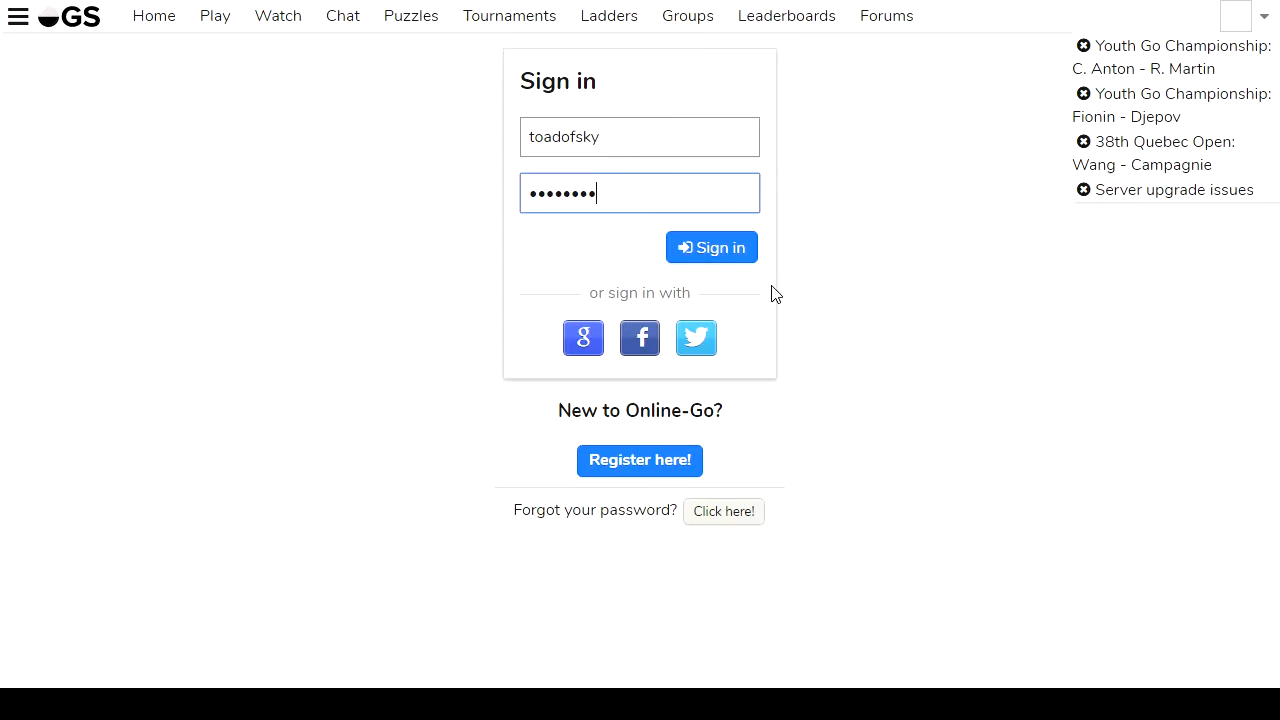 GS Home Play Watch Chat Puzzles Tournaments Ladders Groups Leaderboards Forums
Youth Go Championship:
C. Anton - R. Martin
Youth Go Championship:
Fionin - Djepov
38th Quebec Open:
Wang - Campagnie
Server upgrade issues
Sign in
toadofsky
••••••••
Sign in
or sign in with
g f
New to Online-Go?
Register here!
Forgot your password? Click here!